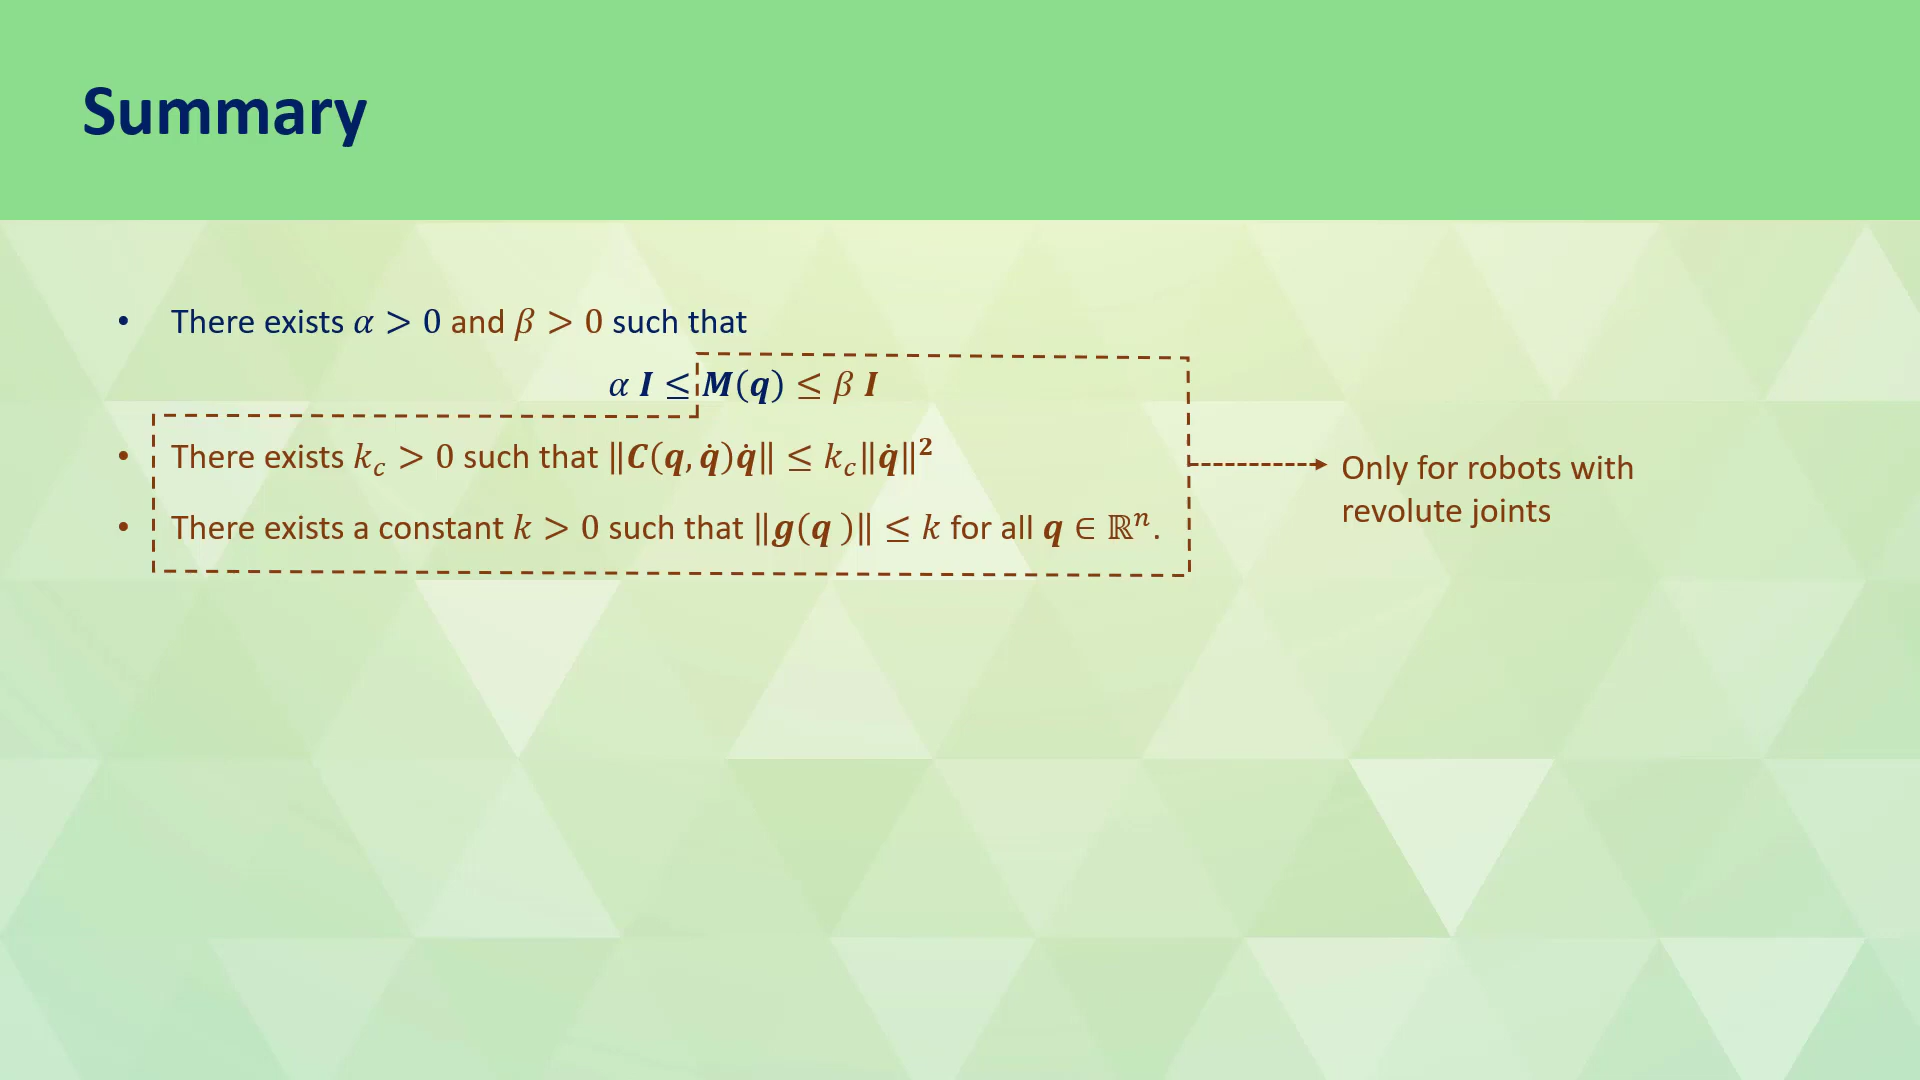 Summary
• There exists α > 0 and β > 0 such that
α I ≤ M(q) ≤ β I
• There exists k_c > 0 such that ‖C(q, q̇)q̇‖ ≤ k_c‖q̇‖²
• There exists a constant k > 0 such that ‖g(q )‖ ≤ k for all q ∈ ℝⁿ.
Only for robots with
revolute joints